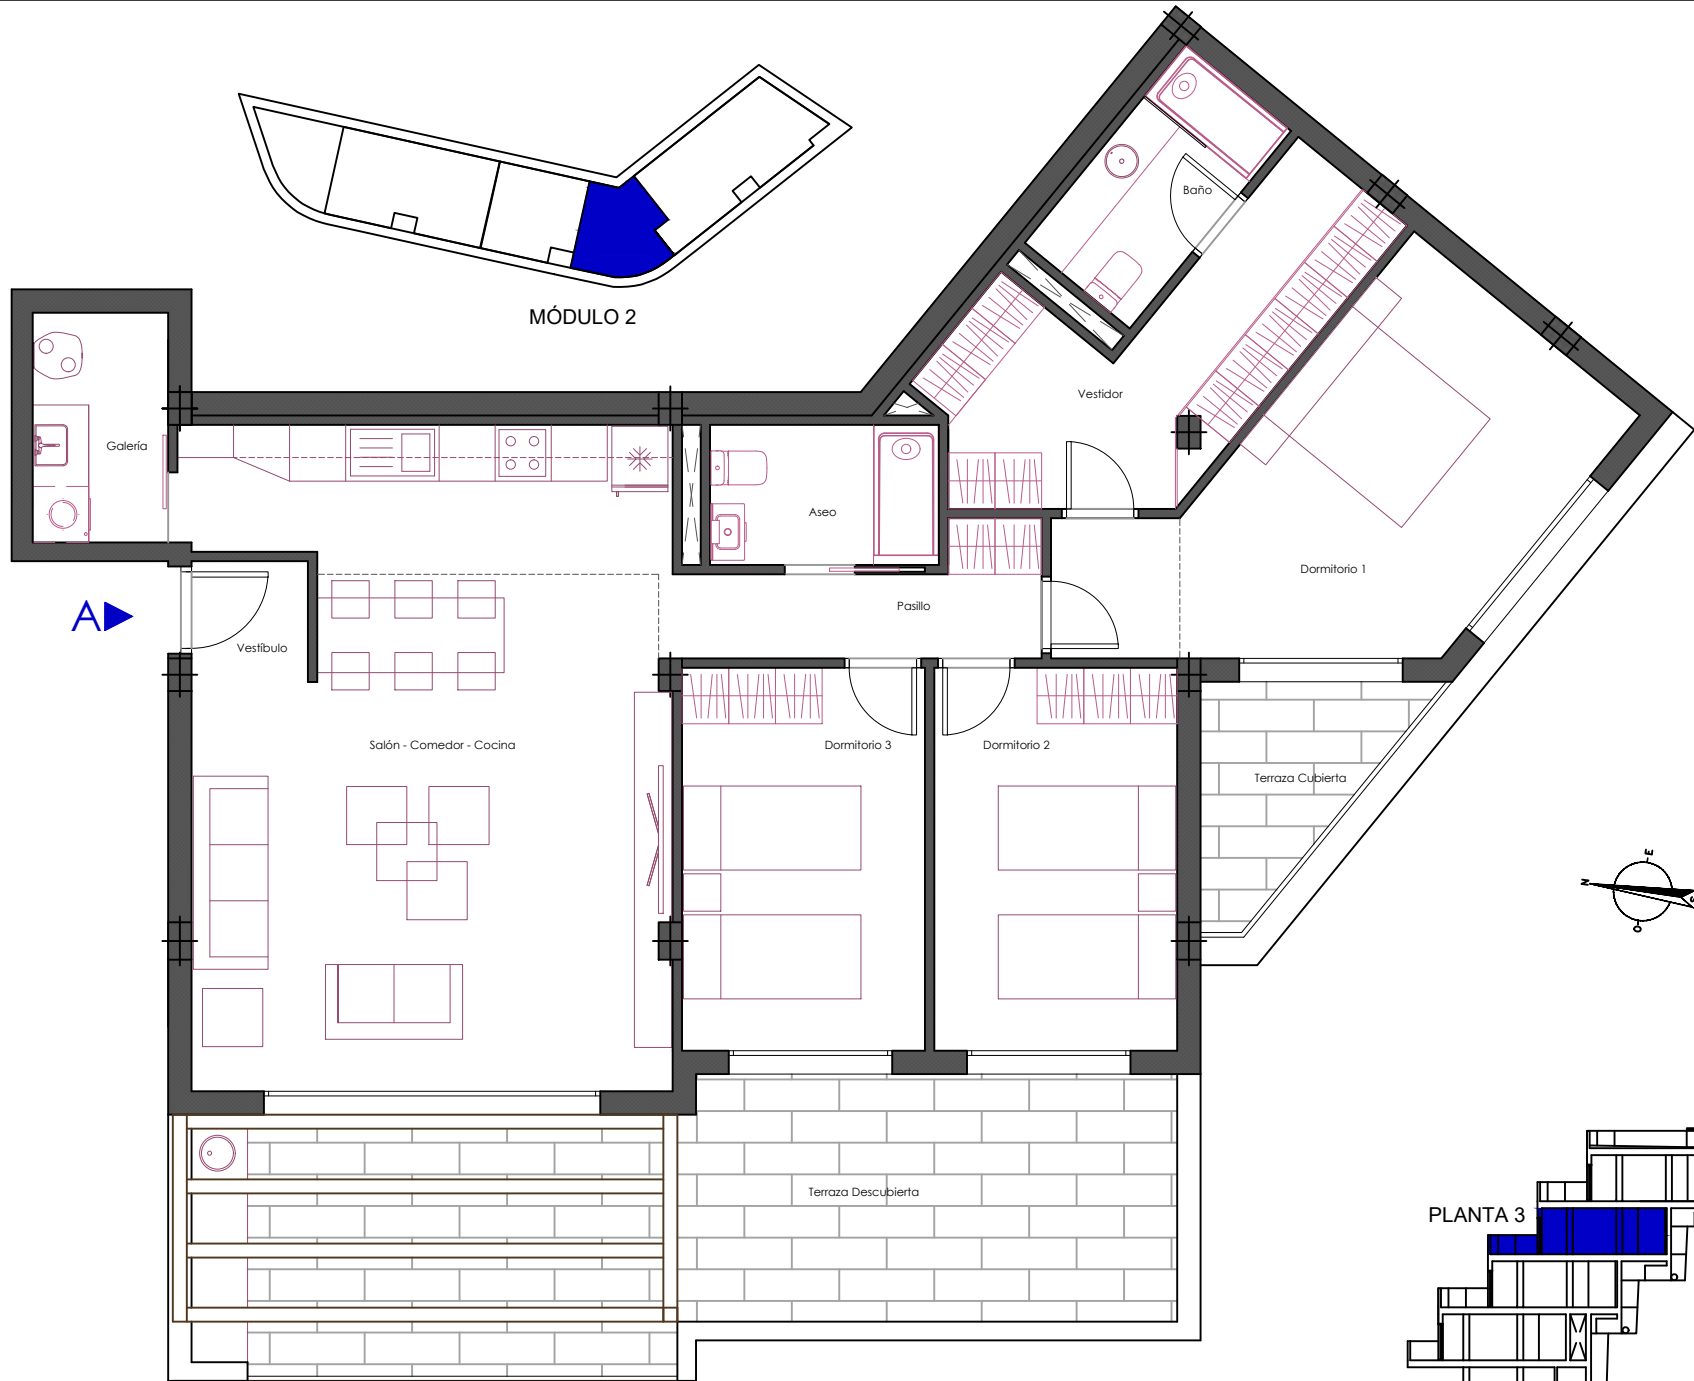 MÓDULO 2
Baño
Vestidor
Galería
Aseo
Dormitorio 1
Pasillo
A
Vestíbulo
Salón - Comedor - Cocina
Dormitorio 3
Dormitorio 2
Terraza Cubierta
E
N
S
O
Terraza Descubierta
PLANTA 3